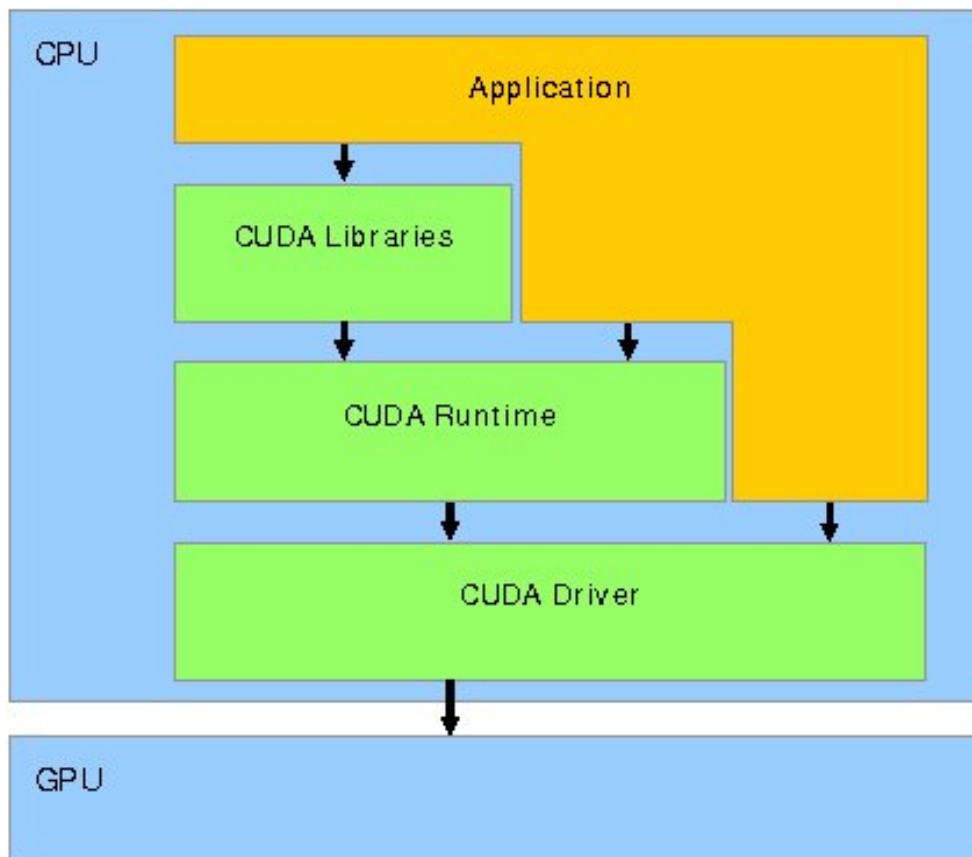 CPU
Application
CUDA Libraries
CUDA Runtime
CUDA Driver
GPU